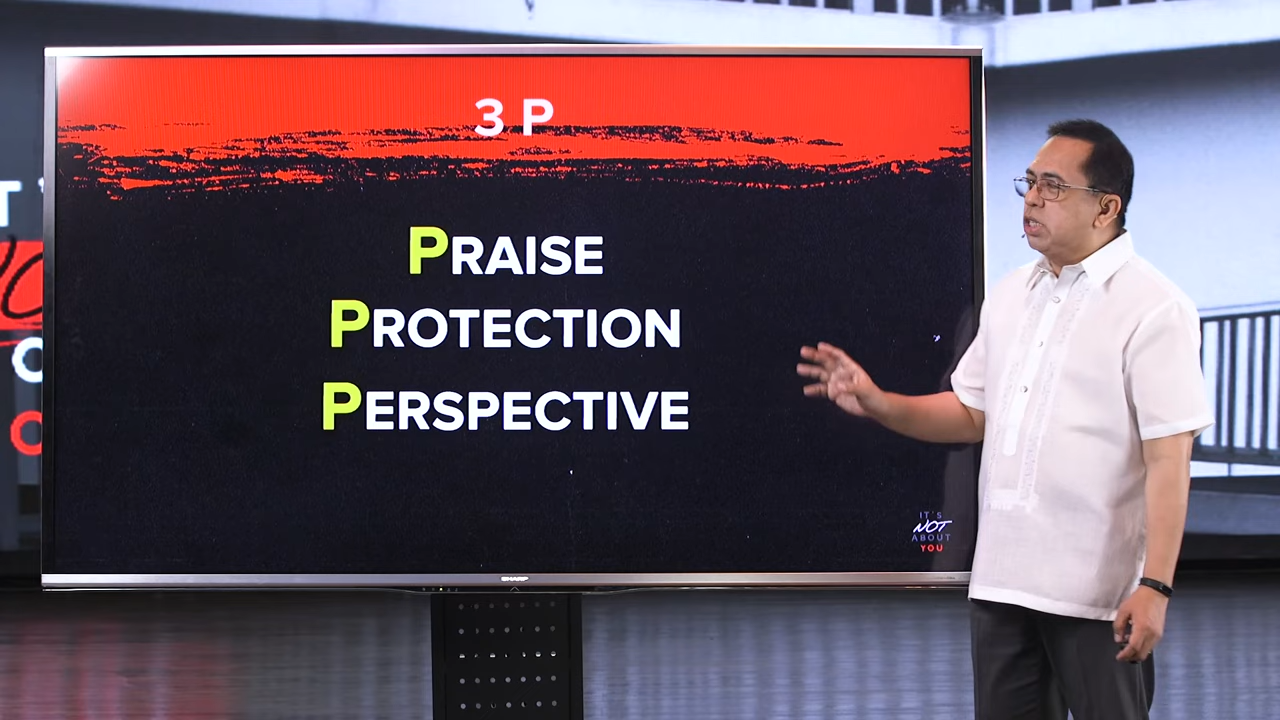 3 P
PRAISE
PROTECTION
PERSPECTIVE
IT'S
NOT
ABOUT
YOU
SHARP